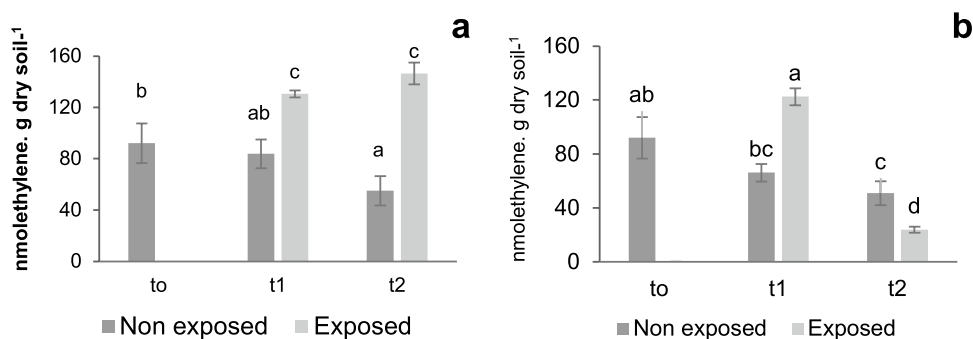 a
nmolethylene. g dry soil-¹
160
120
80
40
0
b
ab
c
a
c
to
t1
t2
Non exposed
Exposed
b
nmolethylene. g dry soil-¹
160
120
80
40
0
ab
bc
a
c
d
to
t1
t2
Non exposed
Exposed